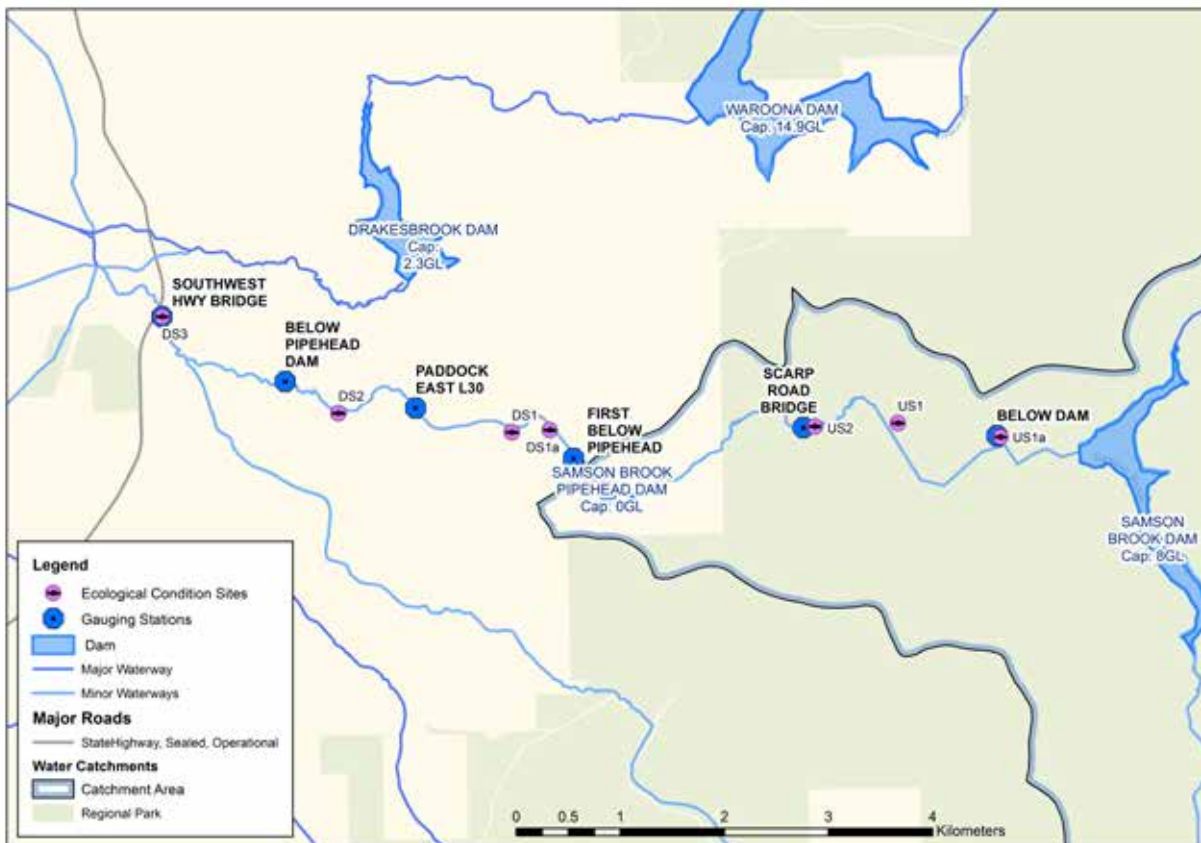 WAROONA DAM
Cap: 14.9GL
DRAKESBROOK DAM
Cap:
2.3GL
SOUTHWEST
HWY BRIDGE
DS3
BELOW
PIPEHEAD
DAM
DS2
PADDOCK
EAST L30
DS1
DS1a
FIRST
BELOW
PIPEHEAD
SAMSON BROOK
PIPEHEAD DAM
Cap: 0GL
SCARP
ROAD
BRIDGE
US2
US1
BELOW DAM
US1a
SAMSON
BROOK DAM
Cap: 8GL
Legend
Ecological Condition Sites
Gauging Stations
Dam
Major Waterway
Minor Waterways
Major Roads
StateHighway, Sealed, Operational
Water Catchments
Catchment Area
Regional Park
0 0.5 1 2 3 4
Kilometers